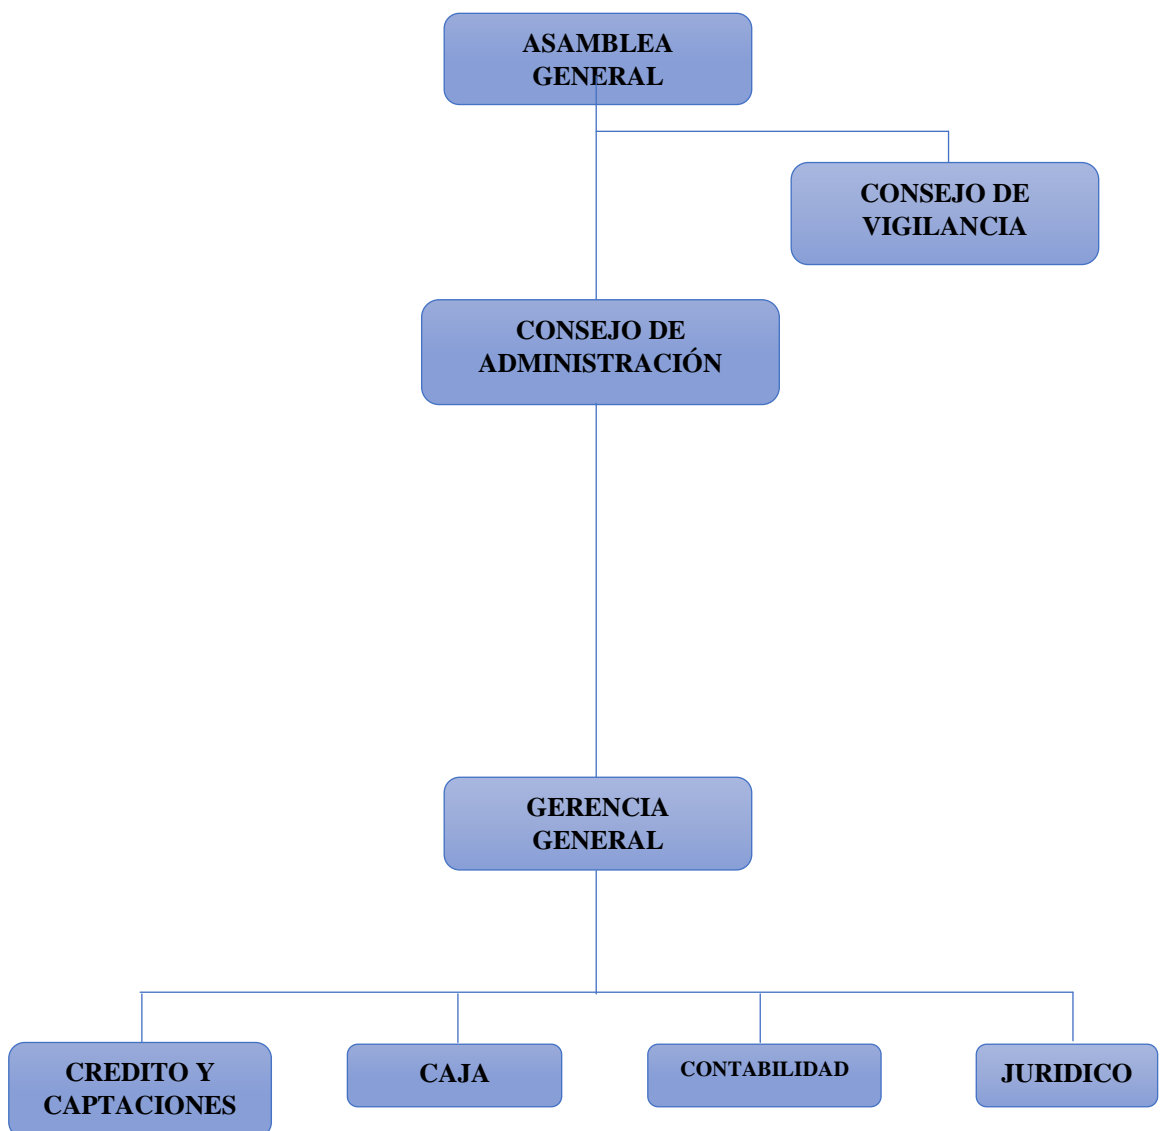 ASAMBLEA
GENERAL
CONSEJO DE
VIGILANCIA
CONSEJO DE
ADMINISTRACIÓN
GERENCIA
GENERAL
CREDITO Y
CAPTACIONES
CAJA
CONTABILIDAD
JURIDICO